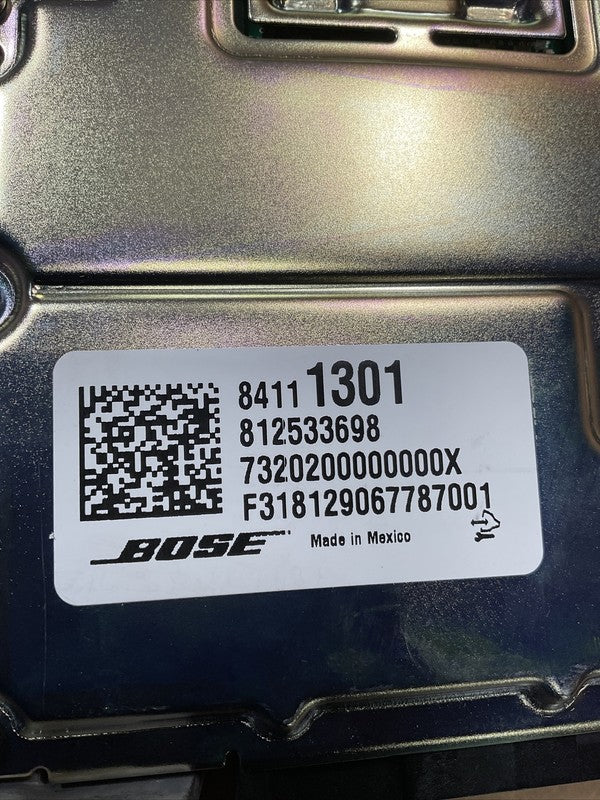 8411 1301
812533698
7320200000000X
F318129067787001
BOSE Made in Mexico